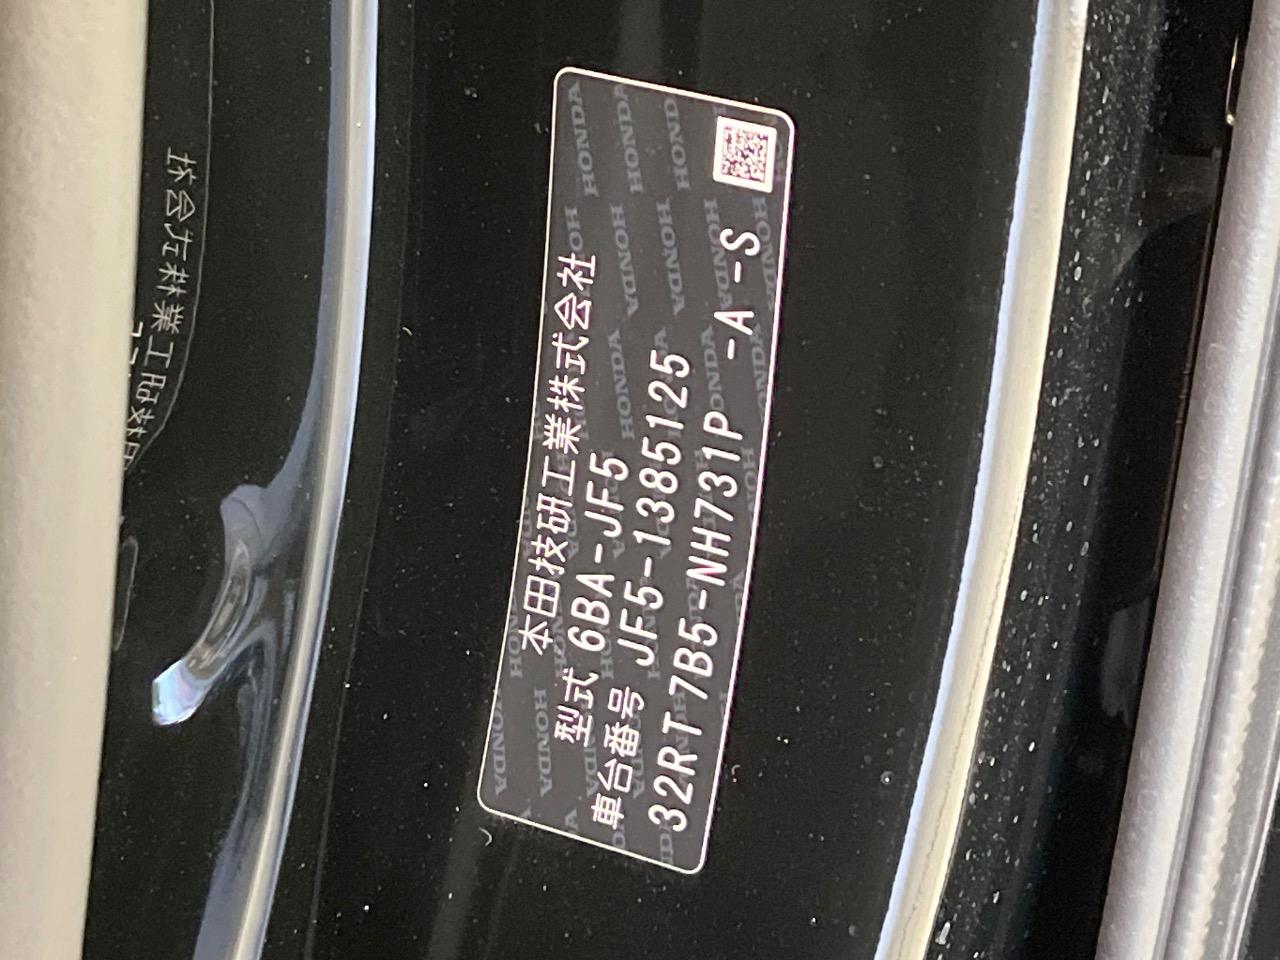 本田技研工業株式会社
型式 6BA-JF5
車台番号 JF5-1385125
32RT7B5-NH731P -A -S